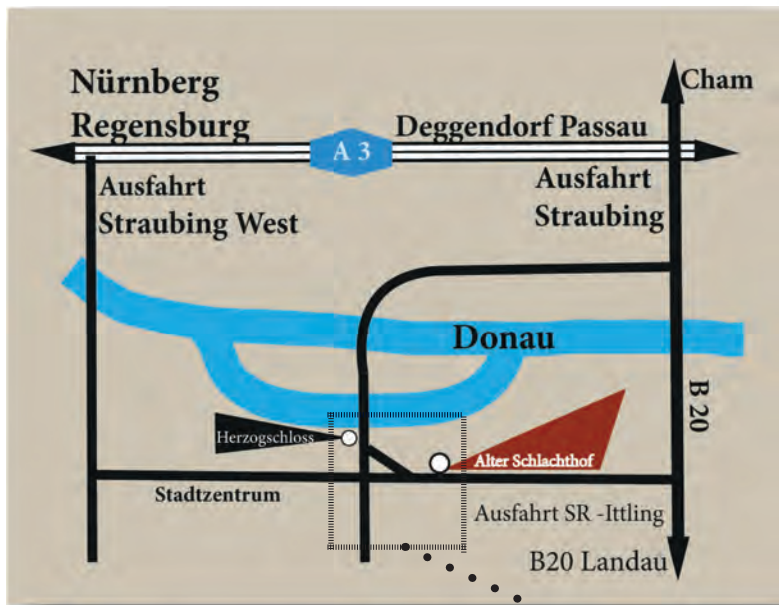 Nürnberg
Regensburg
Cham
A 3
Deggendorf Passau
Ausfahrt
Straubing West
Ausfahrt
Straubing
Donau
B 20
Herzogschloss
Alter Schlachthof
Stadtzentrum
Ausfahrt SR -Ittling
B20 Landau